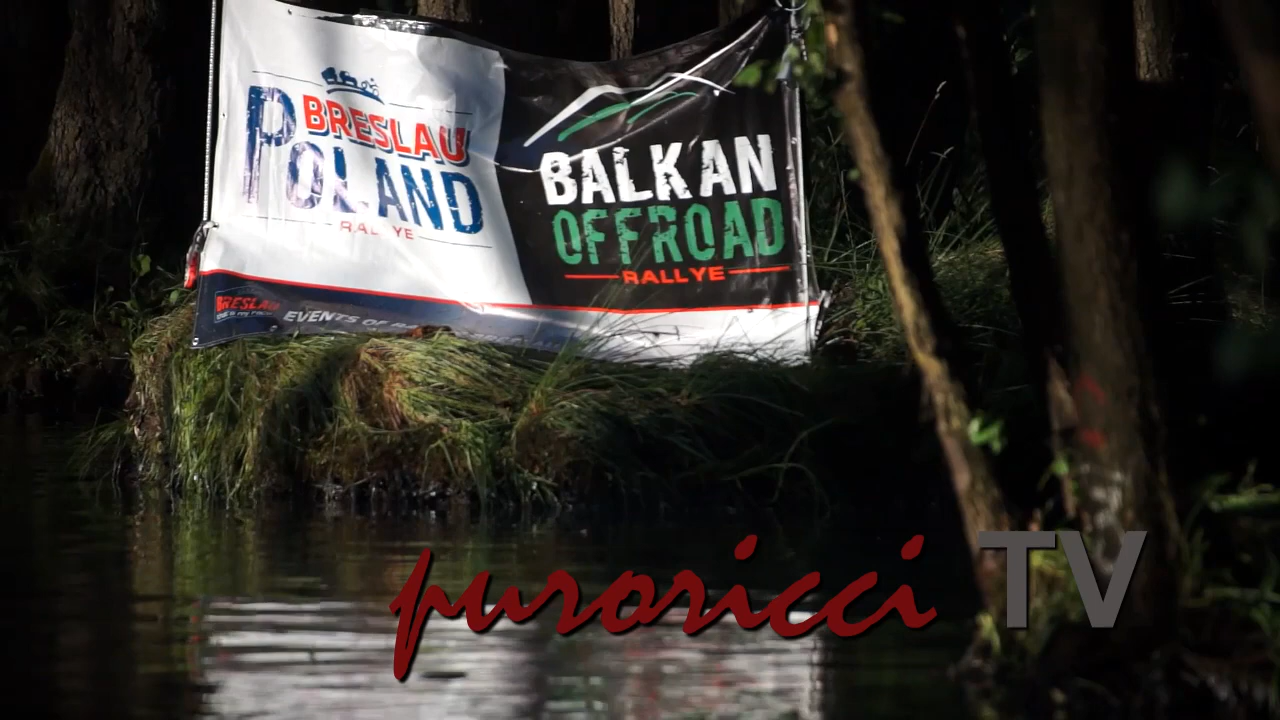 BRESLAU
POLAND
RALLYE
BALKAN
OFFROAD
RALLYE
BRESLAU
EVENTS OF
puroricci TV